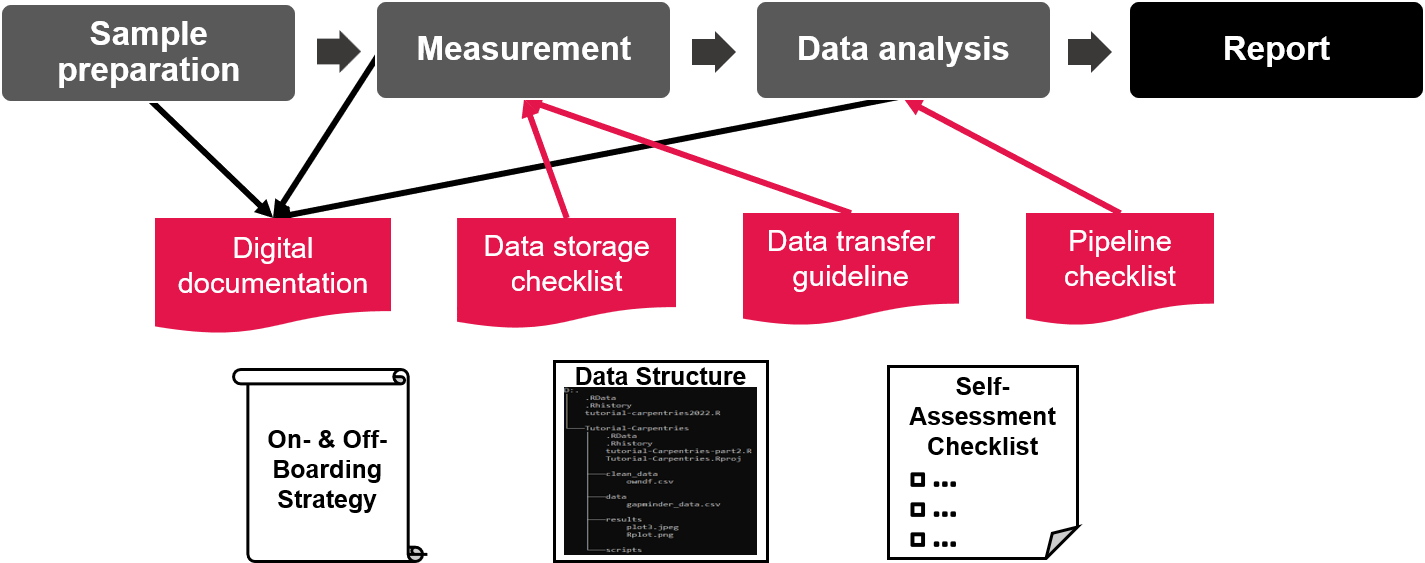 Sample
preparation
Measurement
Data analysis
Report
Digital
documentation
Data storage
checklist
Data transfer
guideline
Pipeline
checklist
On- & Off-
Boarding
Strategy
Data Structure
D:.
.RData
.Rhistory
tutorial-carpentries2022.R
Tutorial-Carpentries
.RData
.Rhistory
tutorial-Carpentries-part2.R
Tutorial-Carpentries.Rproj
clean_data
owndf.csv
data
gapminder_data.csv
results
plot3.jpeg
Rplot.png
scripts
Self-
Assessment
Checklist
...
...
...